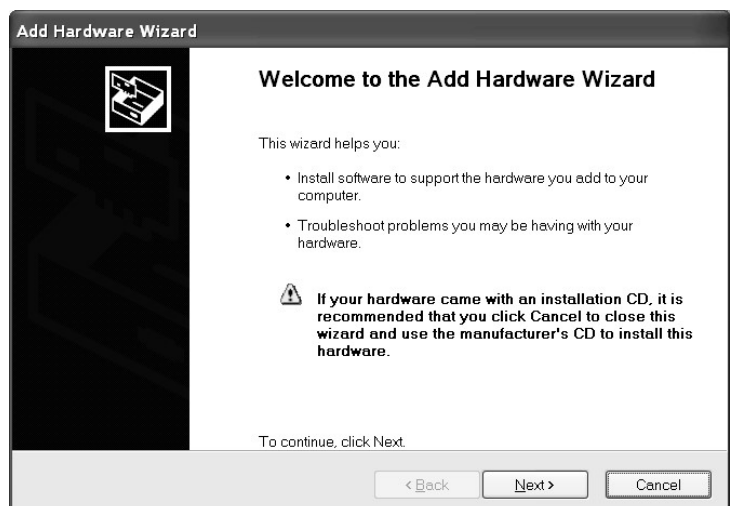 Add Hardware Wizard
Welcome to the Add Hardware Wizard
This wizard helps you:
• Install software to support the hardware you add to your
computer.
• Troubleshoot problems you may be having with your
hardware.
If your hardware came with an installation CD, it is
recommended that you click Cancel to close this
wizard and use the manufacturer's CD to install this
hardware.
To continue, click Next.
< Back Next > Cancel